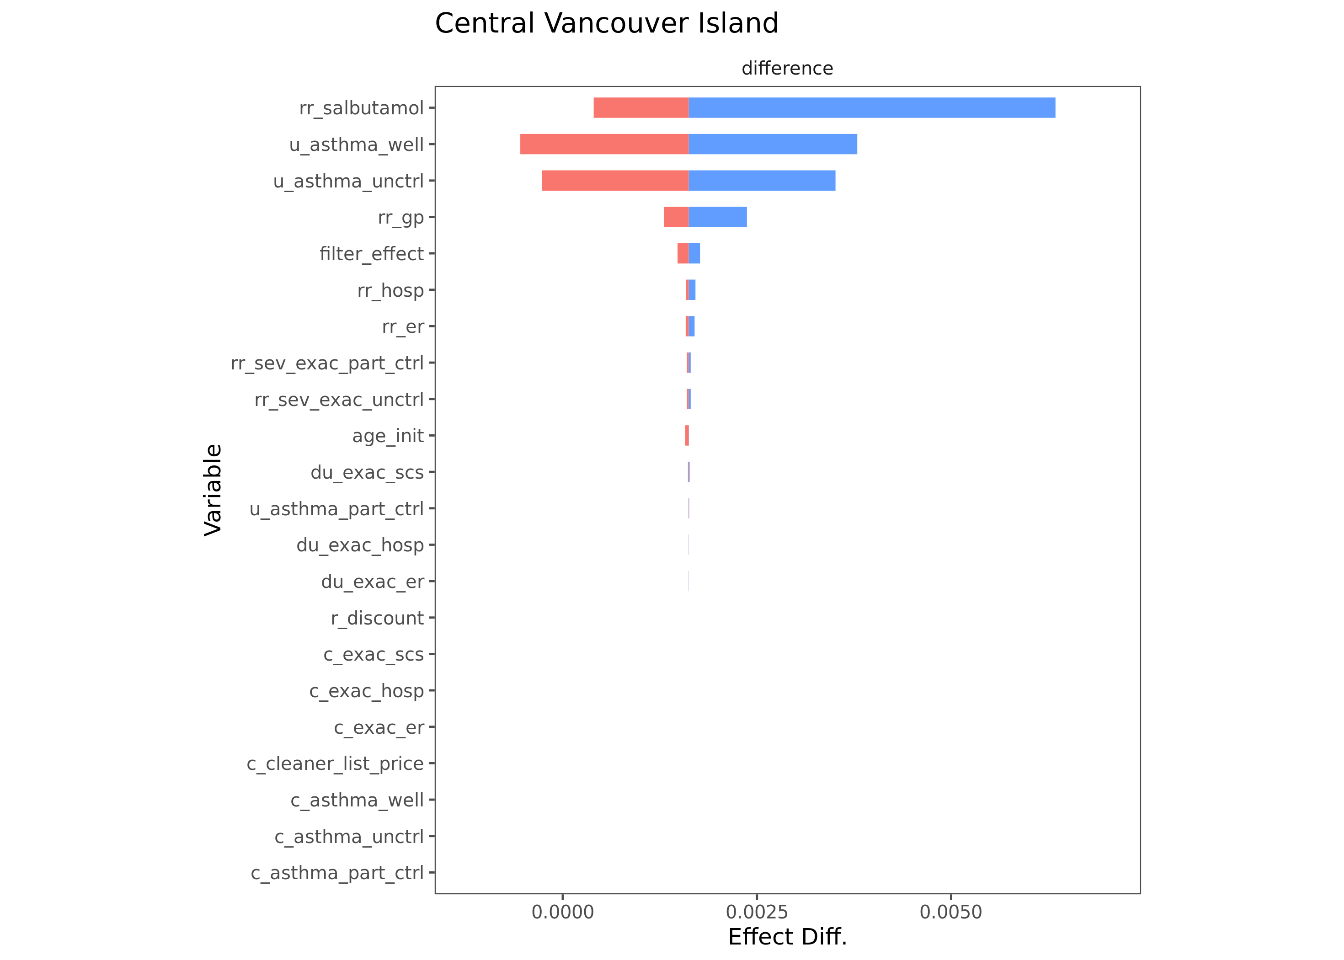 Central Vancouver Island
difference
rr_salbutamol
u_asthma_well
u_asthma_unctrl
rr_gp
filter_effect
rr_hosp
rr_er
rr_sev_exac_part_ctrl
rr_sev_exac_unctrl
age_init
du_exac_scs
u_asthma_part_ctrl
du_exac_hosp
du_exac_er
r_discount
c_exac_scs
c_exac_hosp
c_exac_er
c_cleaner_list_price
c_asthma_well
c_asthma_unctrl
c_asthma_part_ctrl
Variable
0.0000 0.0025 0.0050
Effect Diff.